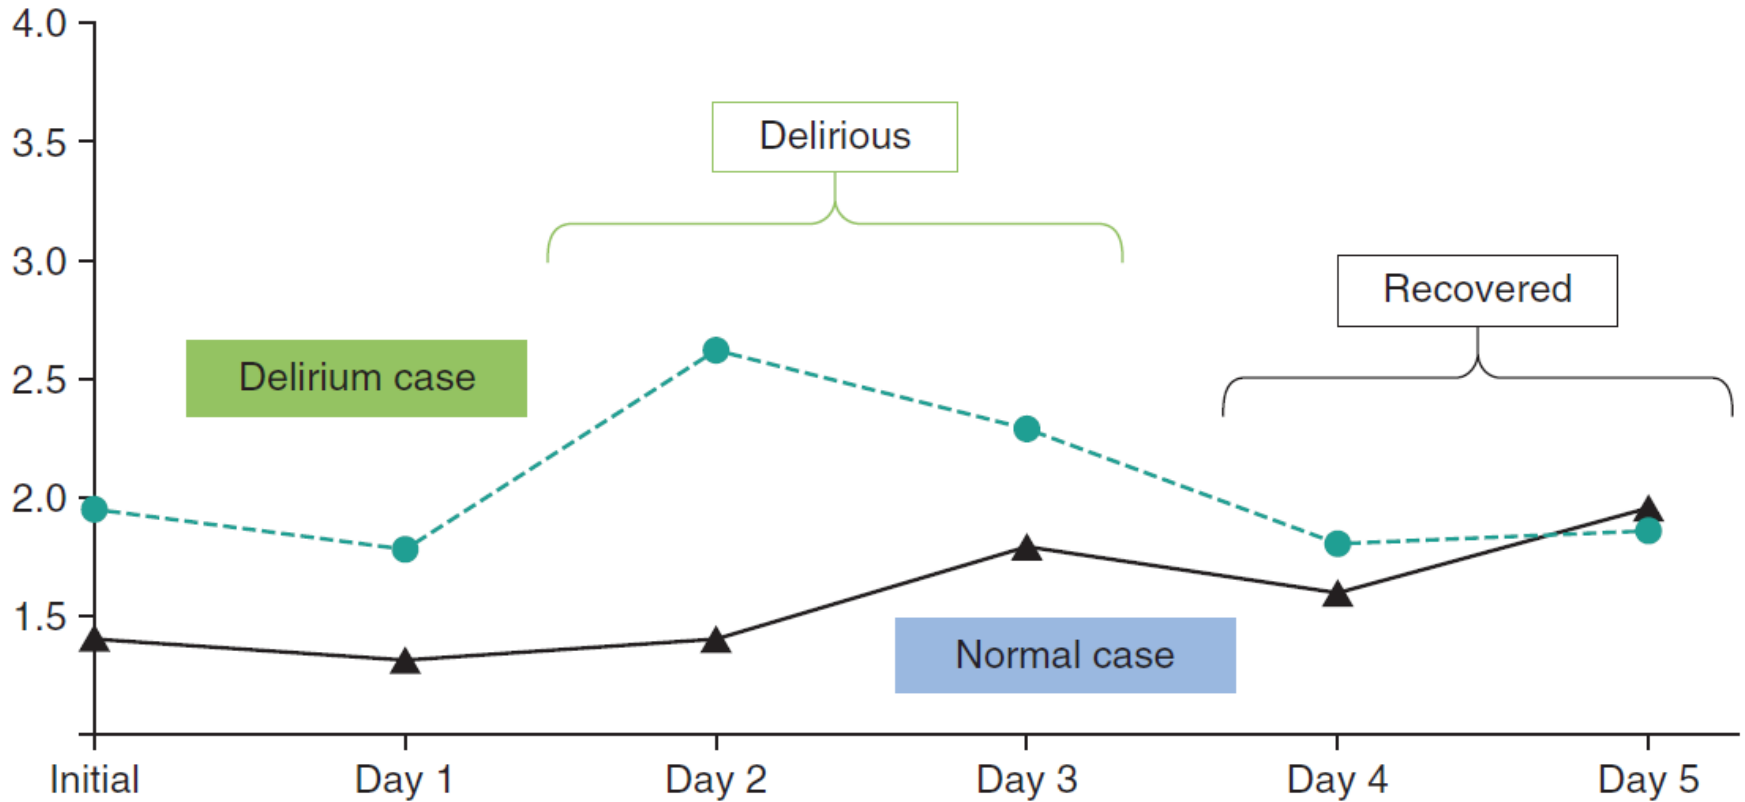 4.0
3.5
3.0
2.5
2.0
1.5
Delirious
Recovered
Delirium case
Normal case
Initial Day 1 Day 2 Day 3 Day 4 Day 5